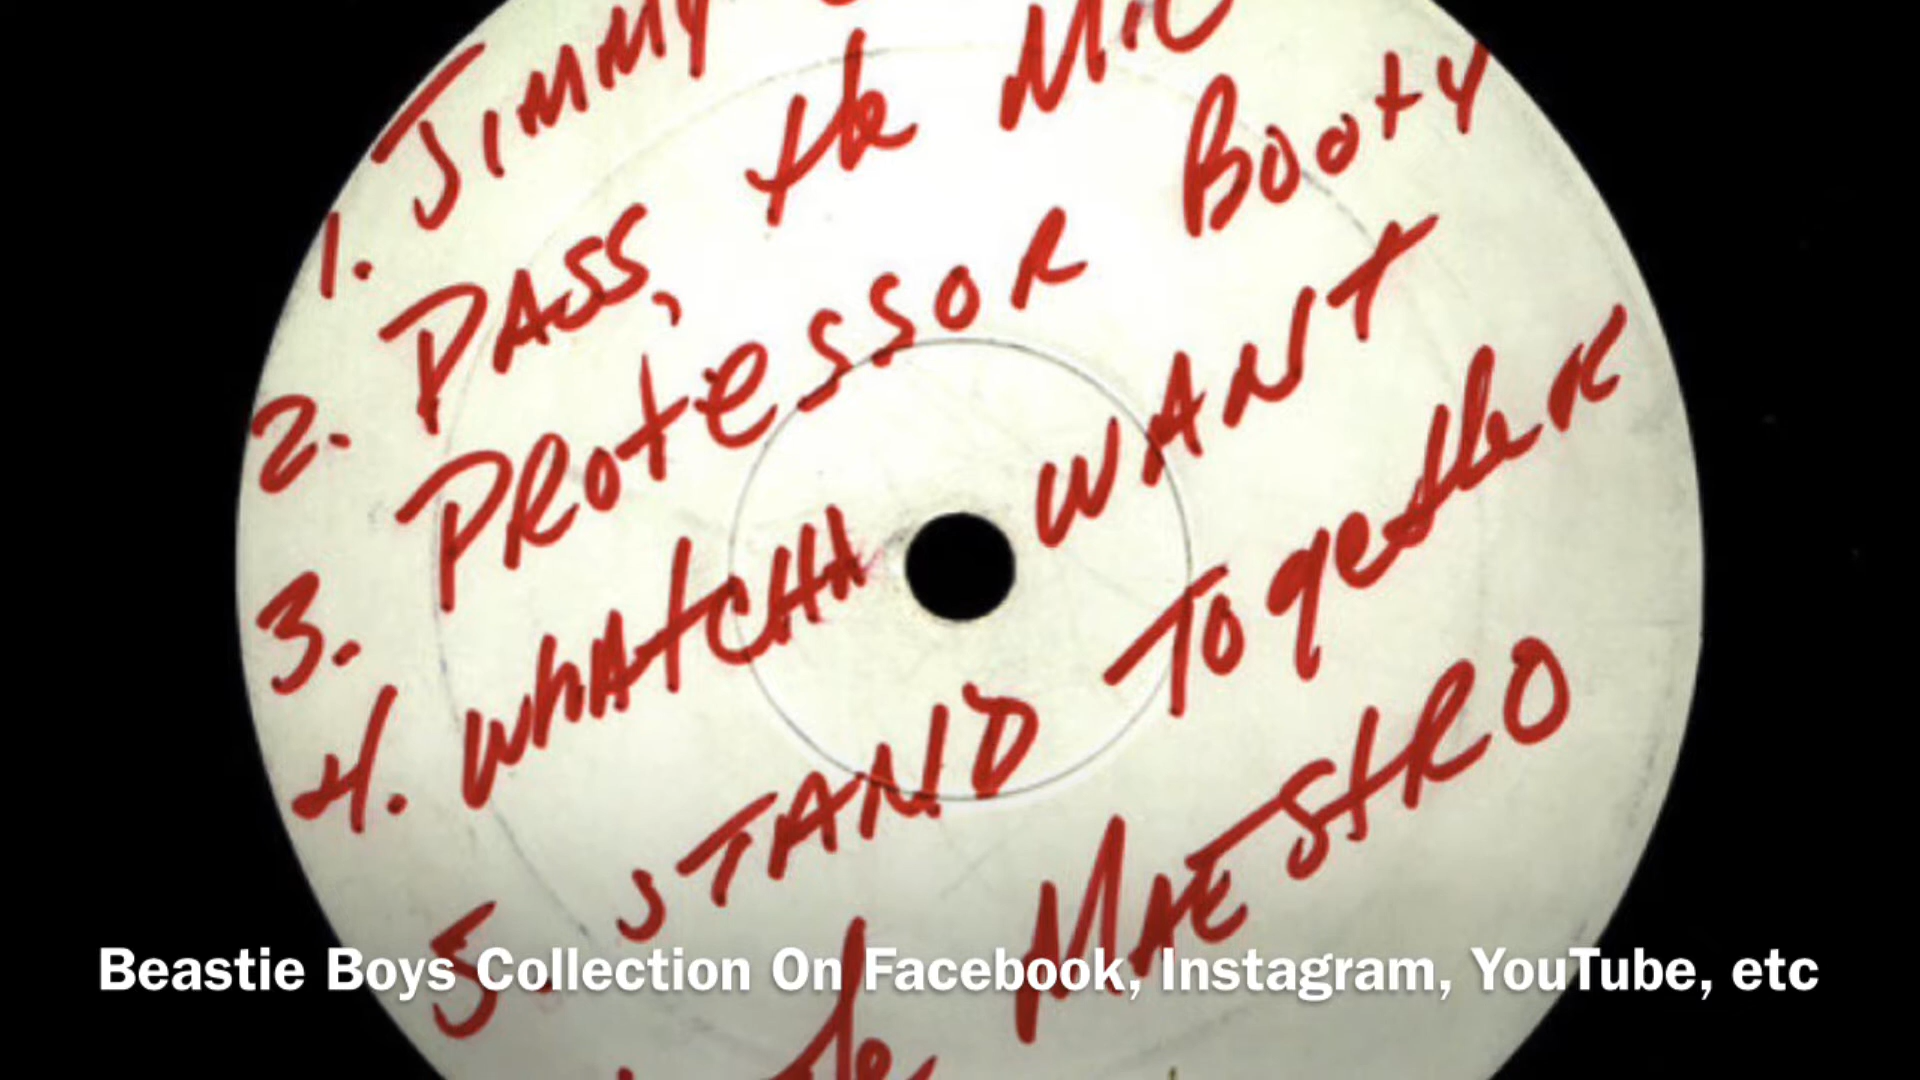 1. JIMMY
2. PASS, the MIC
3. PROfessOR Booty
4. WhATCHA WANT
5. STAND Together
the MAESTRO
Beastie Boys Collection On Facebook, Instagram, YouTube, etc